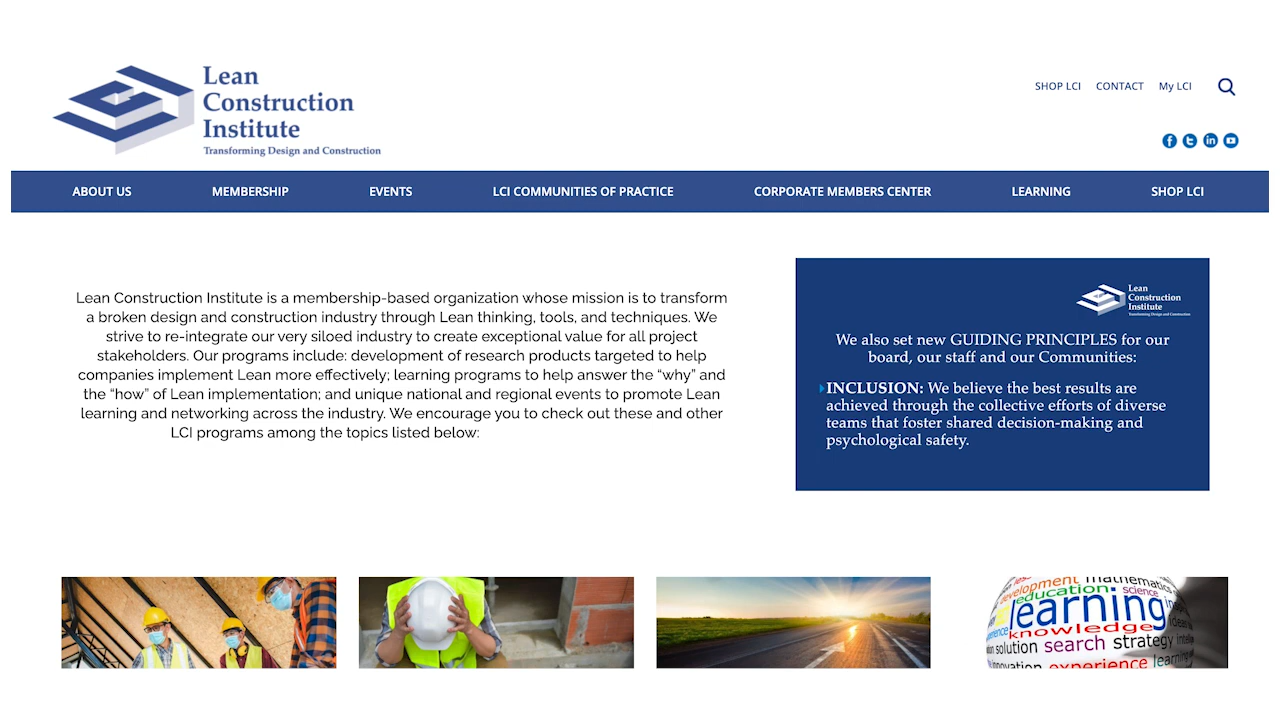 Lean
Construction
Institute
Transforming Design and Construction
SHOP LCI CONTACT My LCI
ABOUT US MEMBERSHIP EVENTS LCI COMMUNITIES OF PRACTICE CORPORATE MEMBERS CENTER LEARNING SHOP LCI
Lean Construction Institute is a membership-based organization whose mission is to transform
a broken design and construction industry through Lean thinking, tools, and techniques. We
strive to re-integrate our very siloed industry to create exceptional value for all project
stakeholders. Our programs include: development of research products targeted to help
companies implement Lean more effectively; learning programs to help answer the “why” and
the “how” of Lean implementation; and unique national and regional events to promote Lean
learning and networking across the industry. We encourage you to check out these and other
LCI programs among the topics listed below:
Lean
Construction
Institute
Transforming Design and Construction
We also set new GUIDING PRINCIPLES for our
board, our staff and our Communities:
INCLUSION: We believe the best results are
achieved through the collective efforts of diverse
teams that foster shared decision-making and
psychological safety.
development mathematics
education science
learning
knowledge
solution search strategy
innovation experience learning